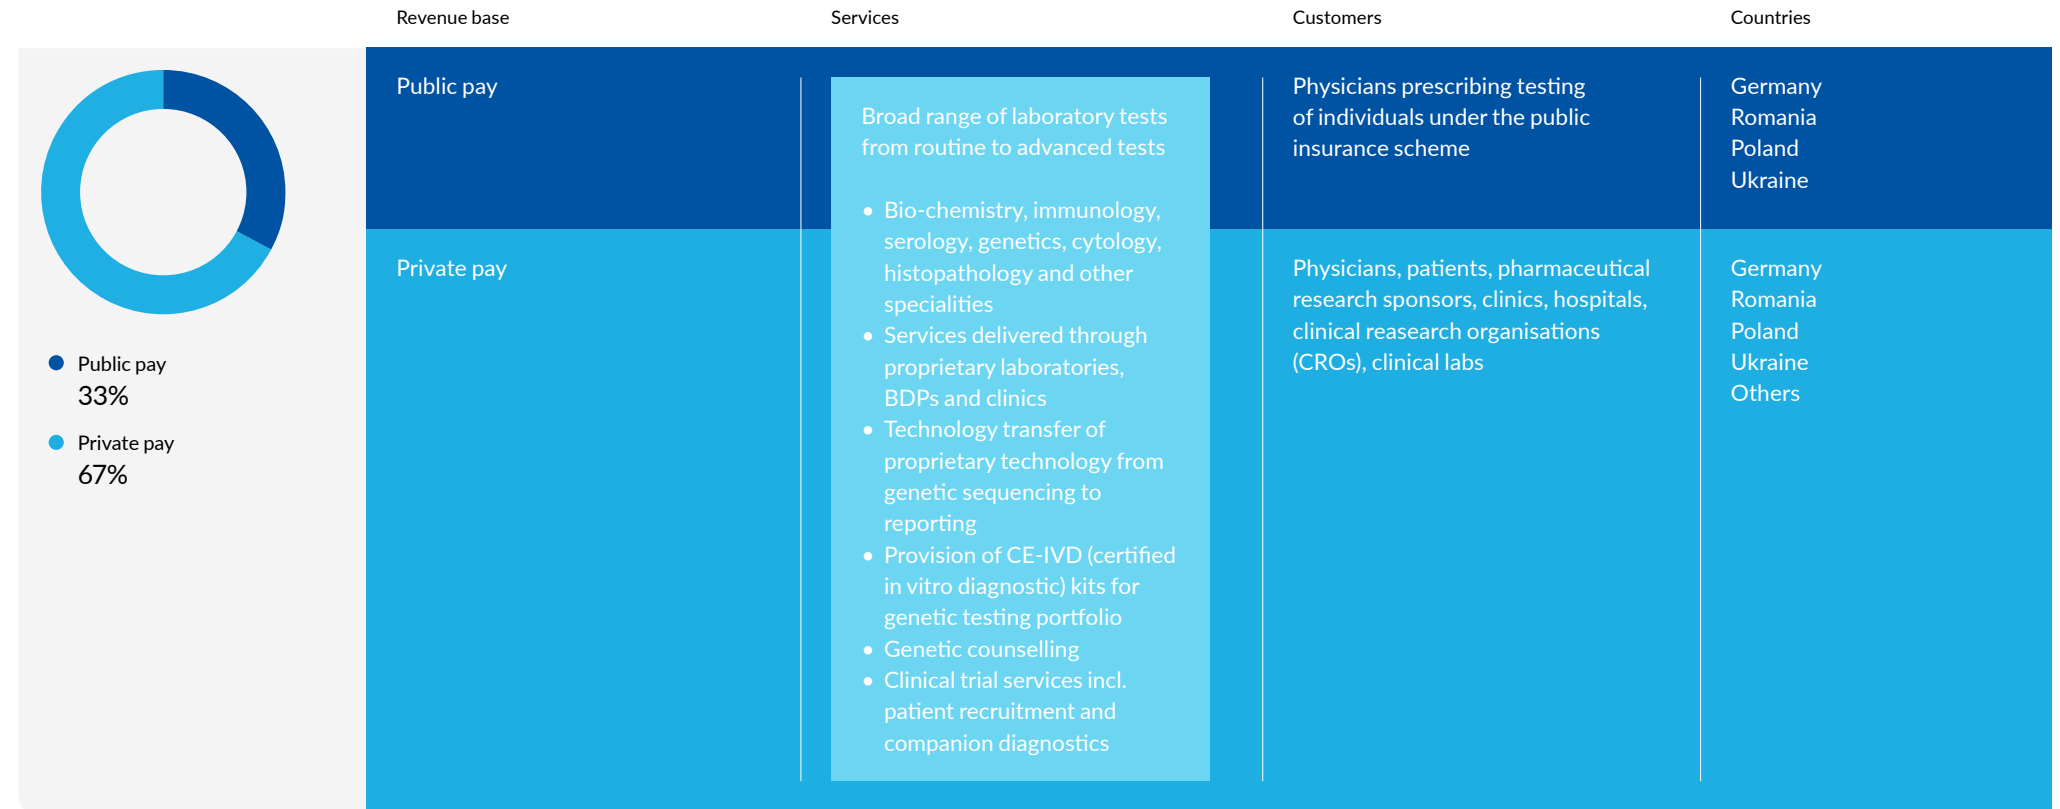 Revenue base
Services
Customers
Countries
Public pay
33%
Private pay
67%
Public pay
Private pay
Broad range of laboratory tests
from routine to advanced tests
• Bio-chemistry, immunology,
serology, genetics, cytology,
histopathology and other
specialities
• Services delivered through
proprietary laboratories,
BDPs and clinics
• Technology transfer of
proprietary technology from
genetic sequencing to
reporting
• Provision of CE-IVD (certified
in vitro diagnostic) kits for
genetic testing portfolio
• Genetic counselling
• Clinical trial services incl.
patient recruitment and
companion diagnostics
Physicians prescribing testing
of individuals under the public
insurance scheme
Physicians, patients, pharmaceutical
research sponsors, clinics, hospitals,
clinical reasearch organisations
(CROs), clinical labs
Germany
Romania
Poland
Ukraine
Germany
Romania
Poland
Ukraine
Others